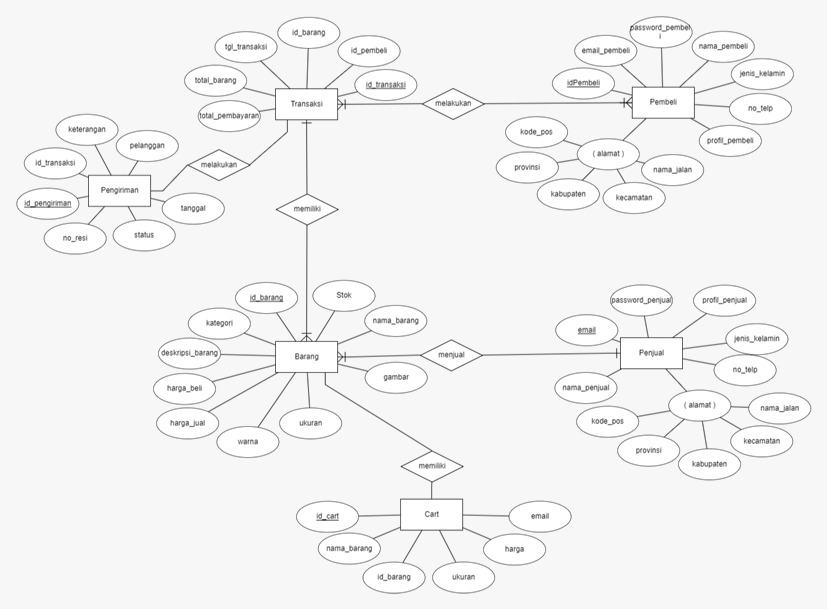 id_barang
tgl_transaksi
id_pembeli
total_barang
id_transaksi
total_pembayaran
Transaksi
melakukan
password_pembel
i
email_pembeli
nama_pembeli
idPembeli
jenis_kelamin
Pembeli
no_telp
profil_pembeli
kode_pos
( alamat )
provinsi
nama_jalan
kabupaten
kecamatan
keterangan
pelanggan
id_transaksi
melakukan
Pengiriman
id_pengiriman
tanggal
no_resi
status
memiliki
id_barang
Stok
kategori
nama_barang
deskripsi_barang
Barang
menjual
harga_beli
gambar
harga_jual
warna
ukuran
password_penjual
profil_penjual
email
jenis_kelamin
Penjual
no_telp
nama_penjual
( alamat )
nama_jalan
kode_pos
kecamatan
provinsi
kabupaten
memiliki
id_cart
Cart
email
nama_barang
harga
id_barang
ukuran